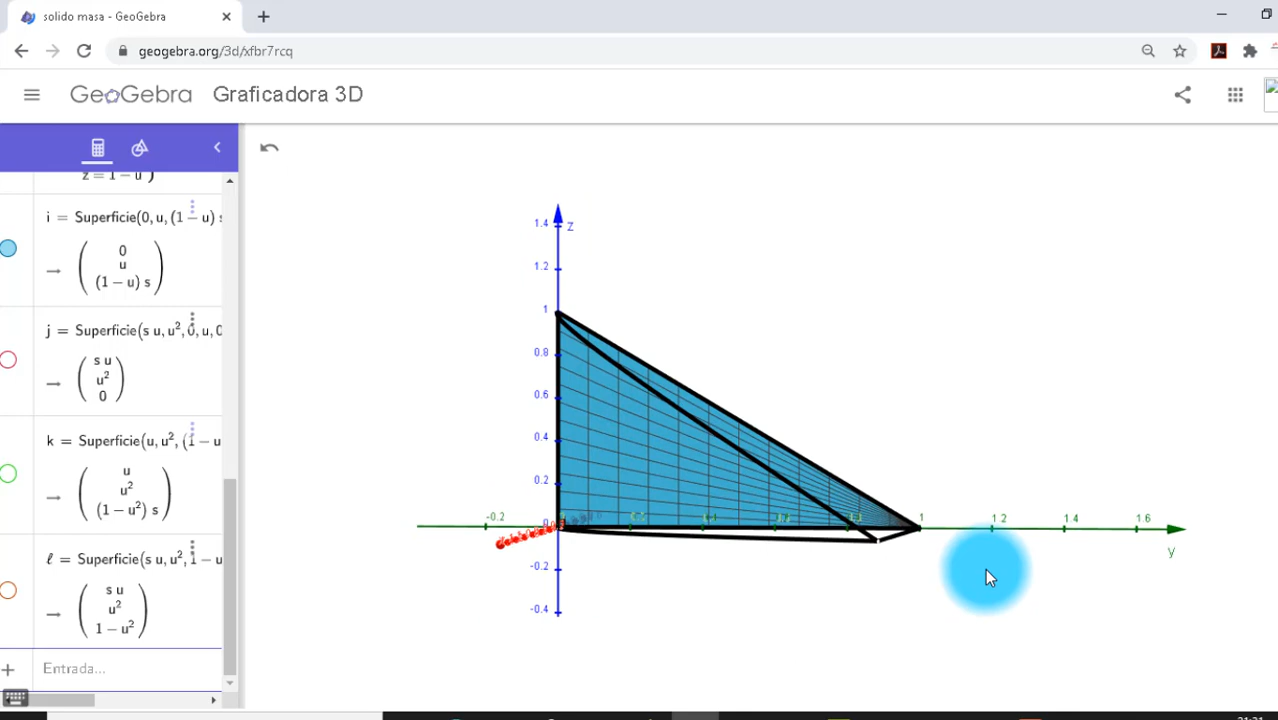 solido masa - GeoGebra
geogebra.org/3d/xfbr7rcq
GeoGebra Graficadora 3D
z = 1 − u )
i = Superficie(0, u, (1 − u) s
→ ( 0
u
(1 − u) s )
j = Superficie(s u, u², 0, u, 0
→ ( s u
u²
0 )
k = Superficie(u, u², (1 − u
→ ( u
u²
(1 − u²) s )
ℓ = Superficie(s u, u², 1 − u
→ ( s u
u²
1 − u² )
Entrada...
1.4 z
1.2
1
0.8
0.6
0.4
0.2
0
-0.2
-0.4
-0.2 1 1.2 1.4 1.6
y